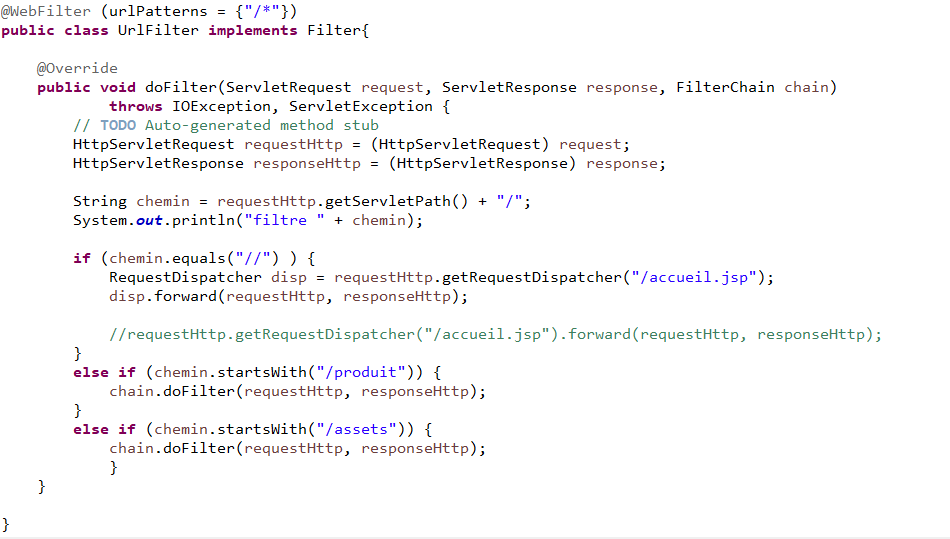 @WebFilter (urlPatterns = {"/*"})
public class UrlFilter implements Filter{
@Override
public void doFilter(ServletRequest request, ServletResponse response, FilterChain chain)
throws IOException, ServletException {
// TODO Auto-generated method stub
HttpServletRequest requestHttp = (HttpServletRequest) request;
HttpServletResponse responseHttp = (HttpServletResponse) response;
String chemin = requestHttp.getServletPath() + "/";
System.out.println("filtre " + chemin);
if (chemin.equals("//") ) {
RequestDispatcher disp = requestHttp.getRequestDispatcher("/accueil.jsp");
disp.forward(requestHttp, responseHttp);
//requestHttp.getRequestDispatcher("/accueil.jsp").forward(requestHttp, responseHttp);
}
else if (chemin.startsWith("/produit")) {
chain.doFilter(requestHttp, responseHttp);
}
else if (chemin.startsWith("/assets")) {
chain.doFilter(requestHttp, responseHttp);
}
}
}